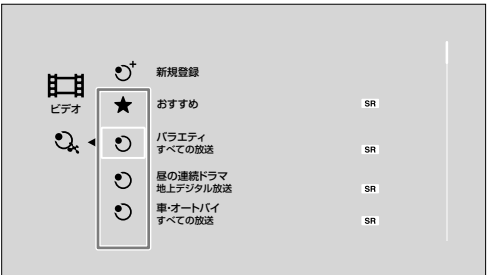 新規登録
ビデオ
おすすめ
SR
バラエティ
すべての放送
SR
昼の連続ドラマ
地上デジタル放送
SR
車・オートバイ
すべての放送
SR